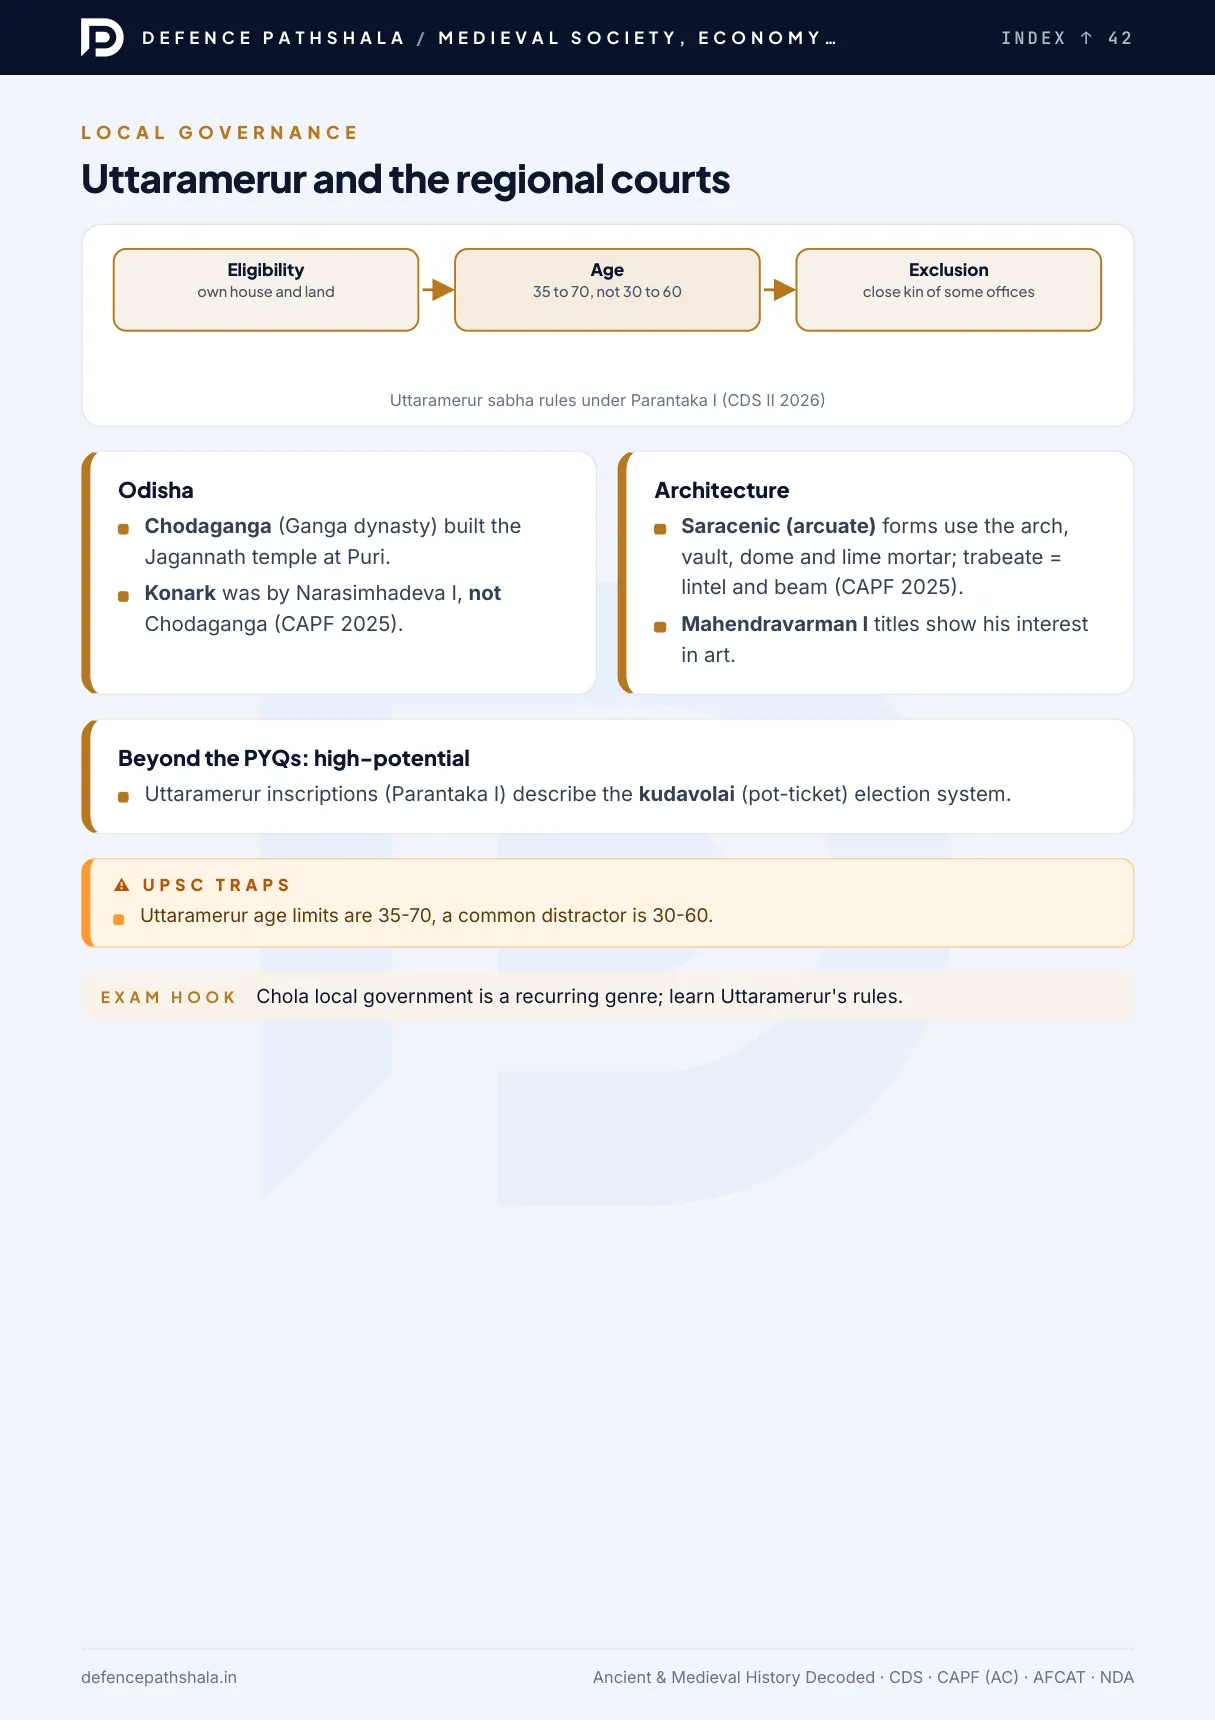 DEFENCE PATHSHALA / MEDIEVAL SOCIETY, ECONOMY…
INDEX ↑ 42
LOCAL GOVERNANCE
Uttaramerur and the regional courts
Eligibility
own house and land
Age
35 to 70, not 30 to 60
Exclusion
close kin of some offices
Uttaramerur sabha rules under Parantaka I (CDS II 2026)
Odisha
Chodaganga (Ganga dynasty) built the
Jagannath temple at Puri.
Konark was by Narasimhadeva I, not
Chodaganga (CAPF 2025).
Architecture
Saracenic (arcuate) forms use the arch,
vault, dome and lime mortar; trabeate =
lintel and beam (CAPF 2025).
Mahendravarman I titles show his interest
in art.
Beyond the PYQs: high-potential
Uttaramerur inscriptions (Parantaka I) describe the kudavolai (pot-ticket) election system.
⚠ UPSC TRAPS
Uttaramerur age limits are 35-70, a common distractor is 30-60.
EXAM HOOK Chola local government is a recurring genre; learn Uttaramerur's rules.
defencepathshala.in
Ancient & Medieval History Decoded · CDS · CAPF (AC) · AFCAT · NDA